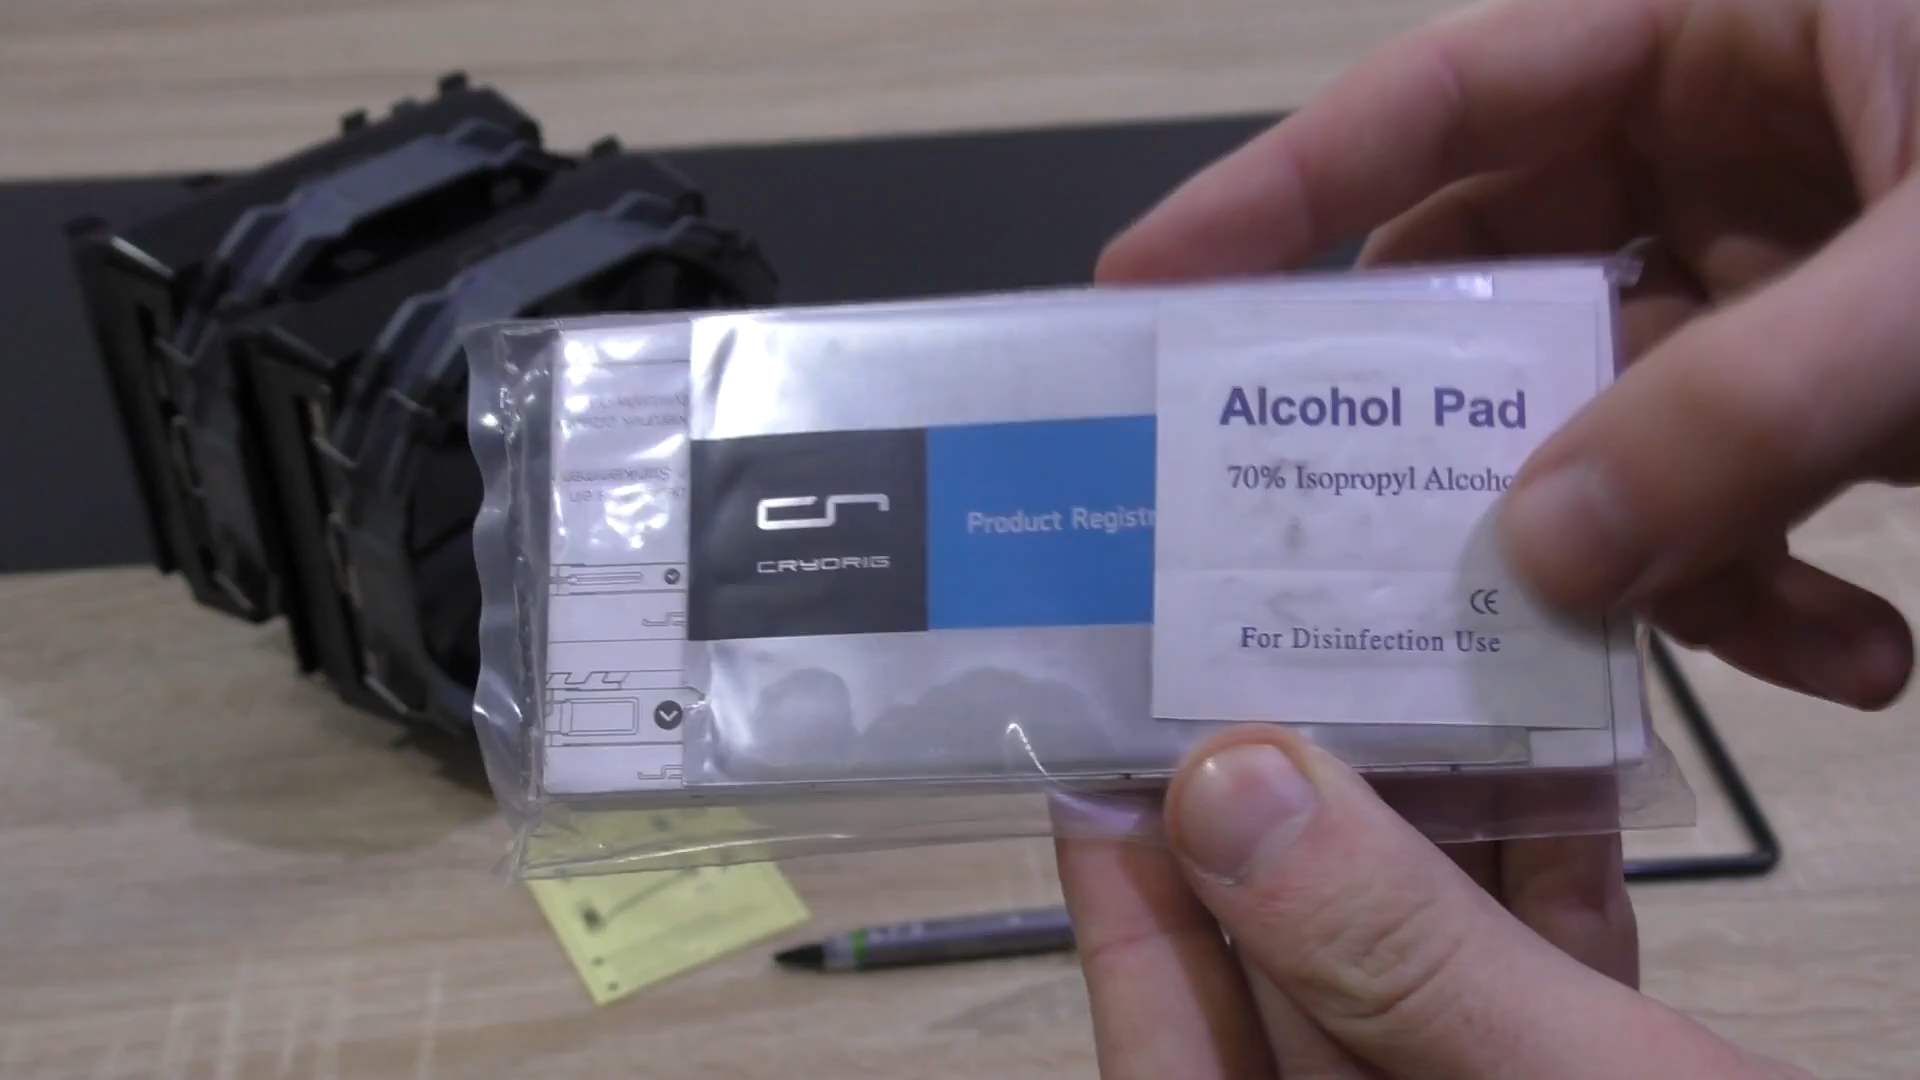 CRYORIG
Product Registr
Alcohol Pad
70% Isopropyl Alcoho
CE
For Disinfection Use